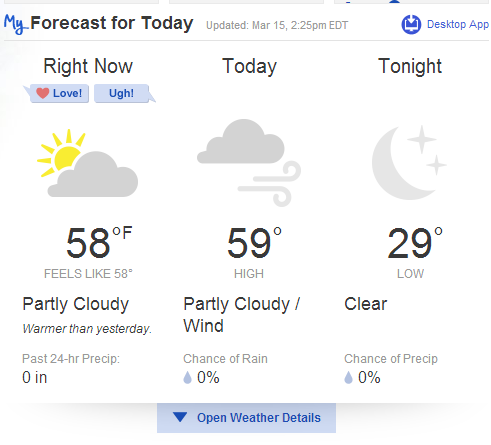 My Forecast for Today Updated: Mar 15, 2:25pm EDT Desktop App
Right Now Today Tonight
Love! Ugh!
58°F 59° 29°
FEELS LIKE 58° HIGH LOW
Partly Cloudy Partly Cloudy / Clear
Warmer than yesterday. Wind
Past 24-hr Precip: Chance of Rain Chance of Precip
0 in 0% 0%
Open Weather Details